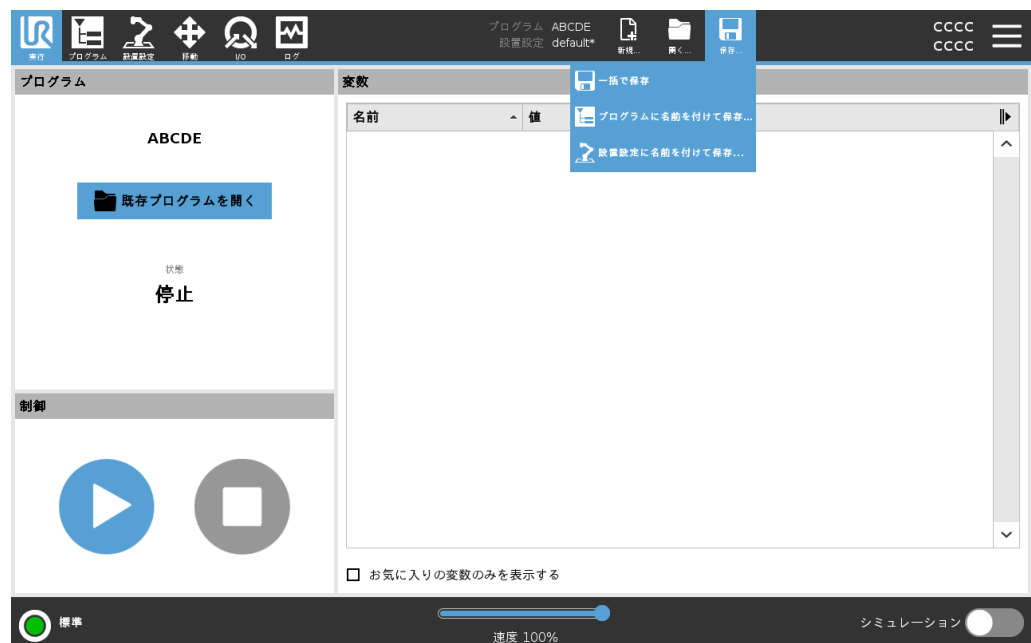 UR
プログラム ABCDE
設置設定 default*
cccc
cccc
実行
プログラム
設置設定
移動
I/O
ログ
新規...
開く...
保存...
一括で保存
プログラムに名前を付けて保存...
設置設定に名前を付けて保存...
プログラム
ABCDE
既存プログラムを開く
状態
停止
制御
変数
名前
値
お気に入りの変数のみを表示する
標準
速度 100%
シミュレーション